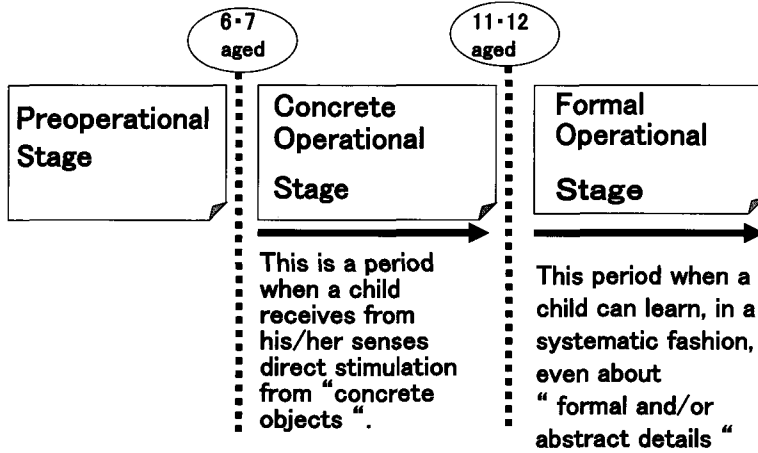 6・7
aged
11・12
aged
Preoperational
Stage
Concrete
Operational
Stage
Formal
Operational
Stage
This is a period
when a child
receives from
his/her senses
direct stimulation
from “concrete
objects “.
This period when a
child can learn, in a
systematic fashion,
even about
“ formal and/or
abstract details “